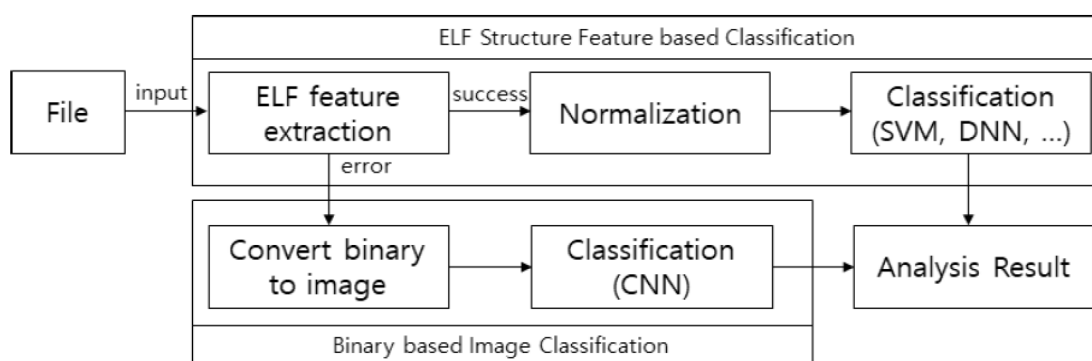 ELF Structure Feature based Classification
File
input
ELF feature
extraction
success
Normalization
Classification
(SVM, DNN, ...)
error
Convert binary
to image
Classification
(CNN)
Analysis Result
Binary based Image Classification